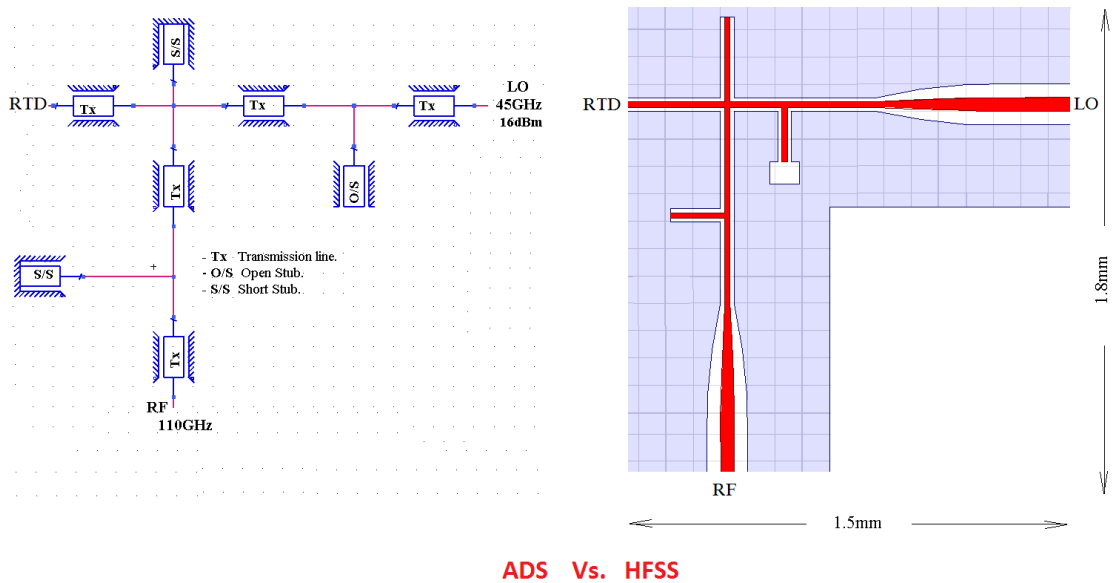 S/S
RTD
Tx
Tx
Tx
LO
45GHz
16dBm
Tx
O/S
S/S
- Tx Transmission line.
- O/S Open Stub.
- S/S Short Stub.
Tx
RF
110GHz
RTD
LO
RF
1.8mm
1.5mm
ADS Vs. HFSS